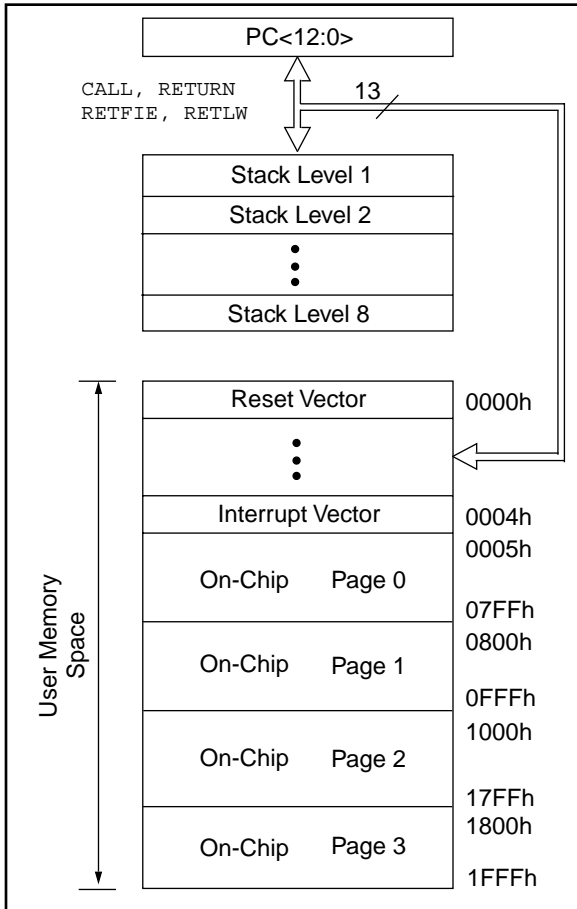 PC<12:0>
CALL, RETURN
RETFIE, RETLW
13
Stack Level 1
Stack Level 2
Stack Level 8
User Memory
Space
Reset Vector
0000h
Interrupt Vector
0004h
0005h
On-Chip Page 0
07FFh
0800h
On-Chip Page 1
0FFFh
1000h
On-Chip Page 2
17FFh
1800h
On-Chip Page 3
1FFFh